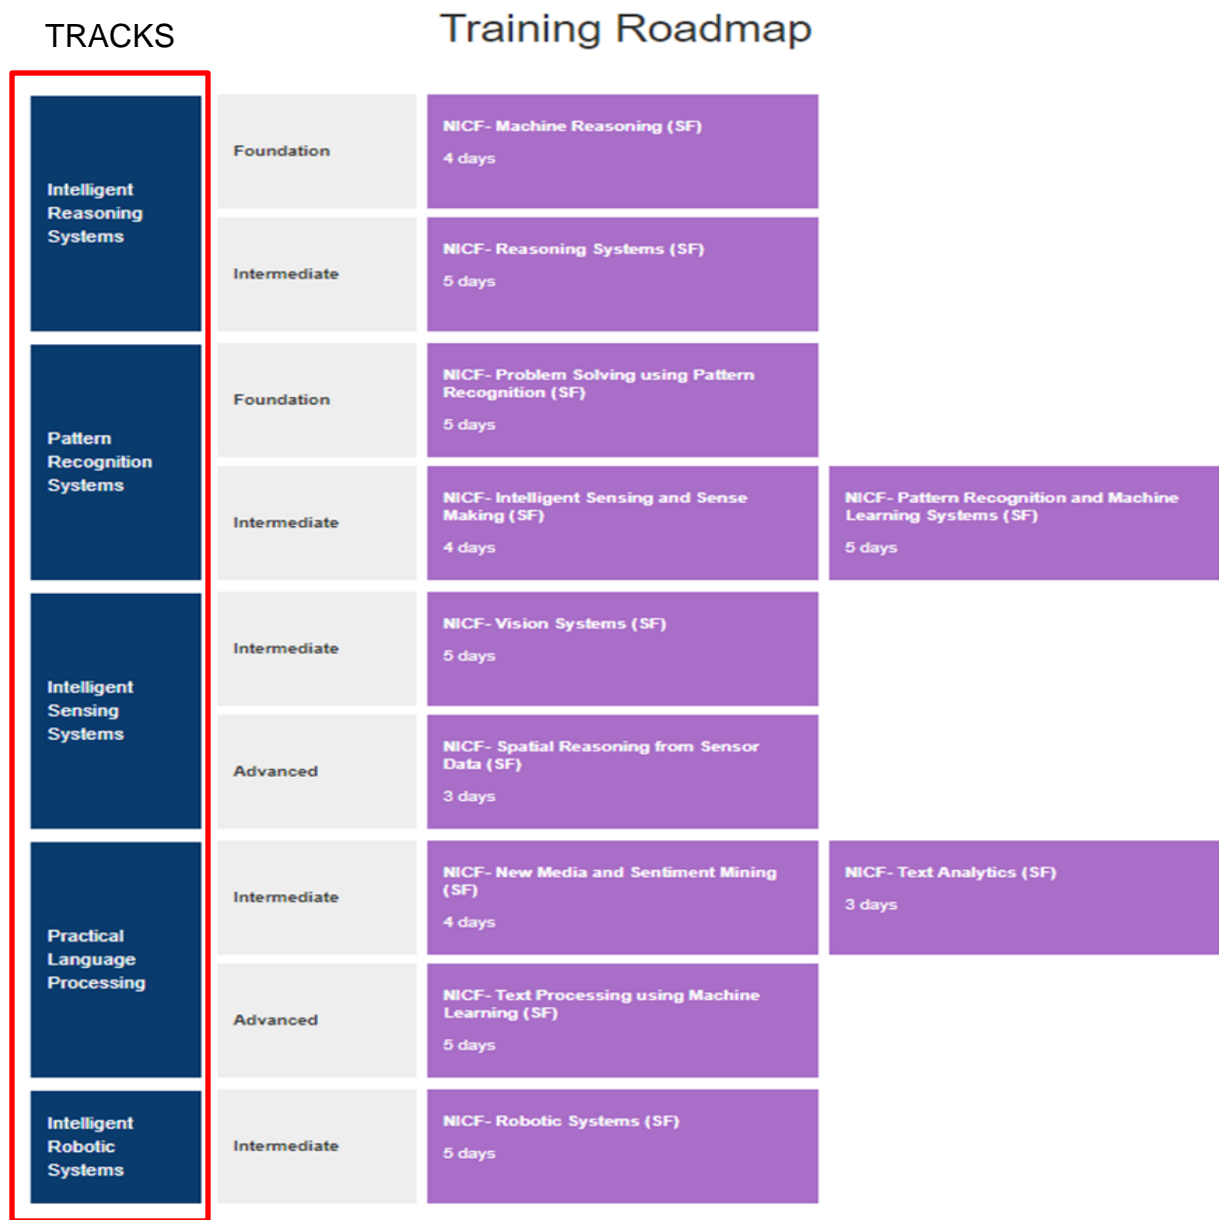 TRACKS
Training Roadmap
Intelligent
Reasoning
Systems
Foundation
NICF- Machine Reasoning (SF)
4 days
Intermediate
NICF- Reasoning Systems (SF)
5 days
Pattern
Recognition
Systems
Foundation
NICF- Problem Solving using Pattern
Recognition (SF)
5 days
Intermediate
NICF- Intelligent Sensing and Sense
Making (SF)
4 days
NICF- Pattern Recognition and Machine
Learning Systems (SF)
5 days
Intelligent
Sensing
Systems
Intermediate
NICF- Vision Systems (SF)
5 days
Advanced
NICF- Spatial Reasoning from Sensor
Data (SF)
3 days
Practical
Language
Processing
Intermediate
NICF- New Media and Sentiment Mining
(SF)
4 days
NICF- Text Analytics (SF)
3 days
Advanced
NICF- Text Processing using Machine
Learning (SF)
5 days
Intelligent
Robotic
Systems
Intermediate
NICF- Robotic Systems (SF)
5 days